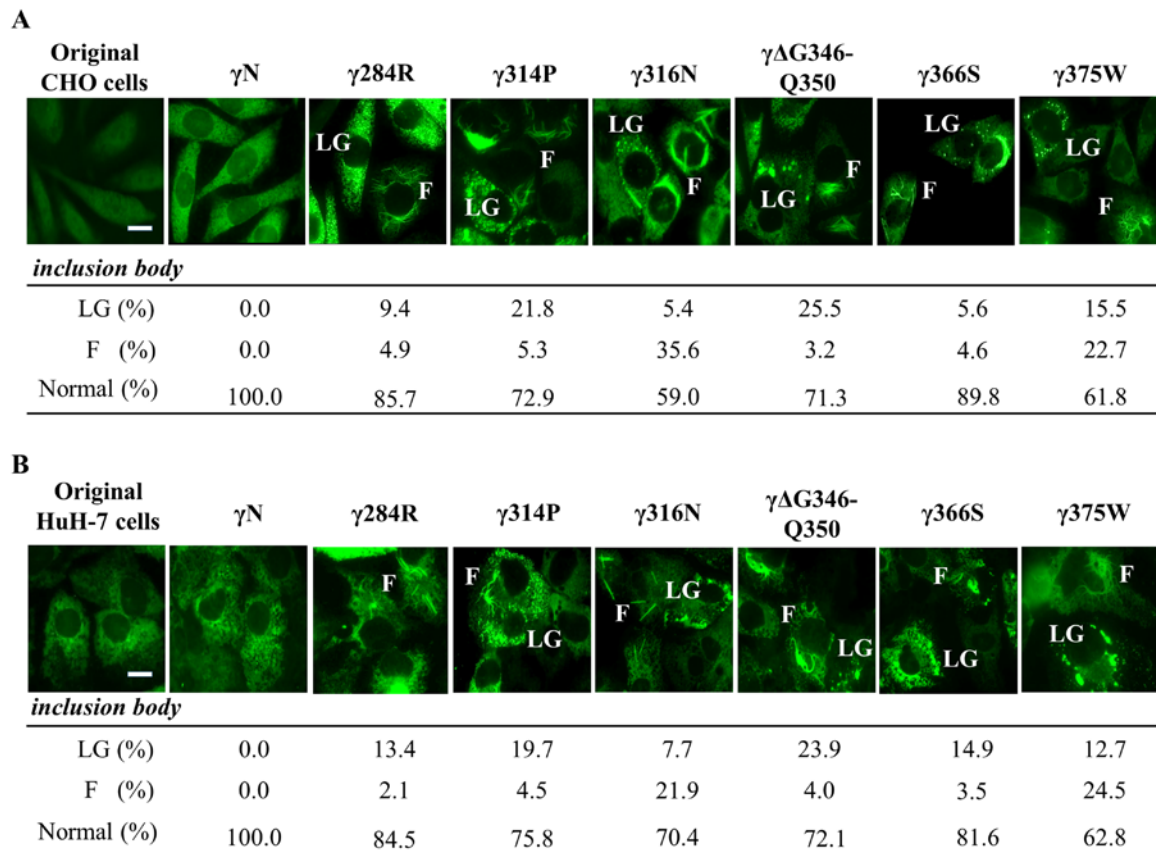 A
Original CHO cells γN γ284R γ314P γ316N γΔG346-Q350 γ366S γ375W
LG F LG F LG F LG F LG F LG F
inclusion body
LG (%) 0.0 9.4 21.8 5.4 25.5 5.6 15.5
F (%) 0.0 4.9 5.3 35.6 3.2 4.6 22.7
Normal (%) 100.0 85.7 72.9 59.0 71.3 89.8 61.8
B
Original HuH-7 cells γN γ284R γ314P γ316N γΔG346-Q350 γ366S γ375W
F F LG F LG F LG F LG F LG
inclusion body
LG (%) 0.0 13.4 19.7 7.7 23.9 14.9 12.7
F (%) 0.0 2.1 4.5 21.9 4.0 3.5 24.5
Normal (%) 100.0 84.5 75.8 70.4 72.1 81.6 62.8